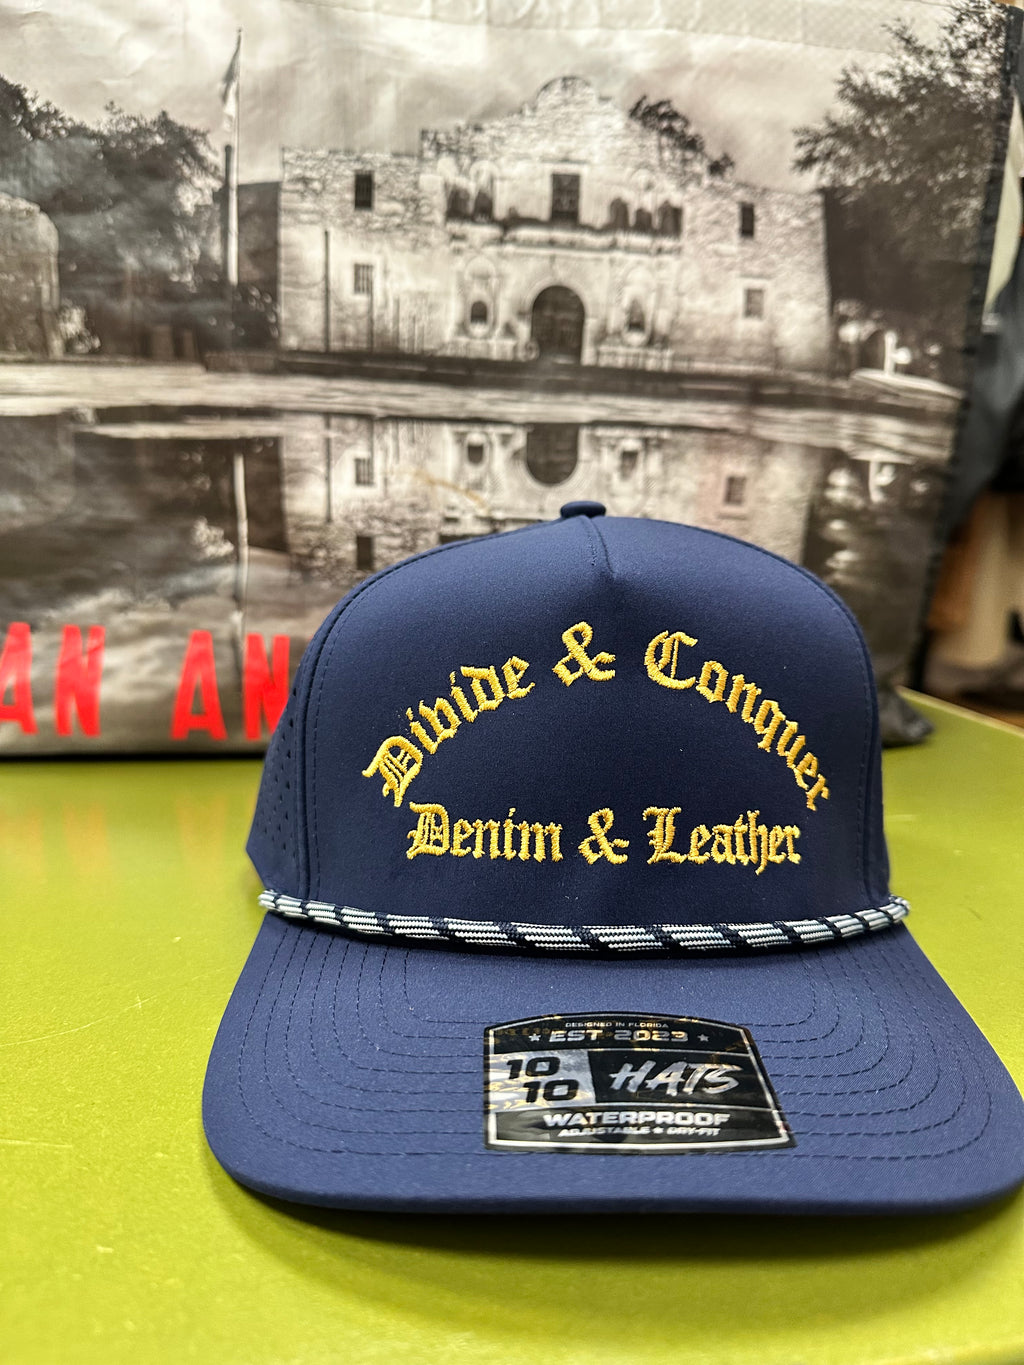 AN AN
Divide & Conquer
Denim & Leather
DESIGNED IN FLORIDA
★ EST 2023 ★
10 HATS
10
WATERPROOF
ADJUSTABLE ★ DRY-FIT